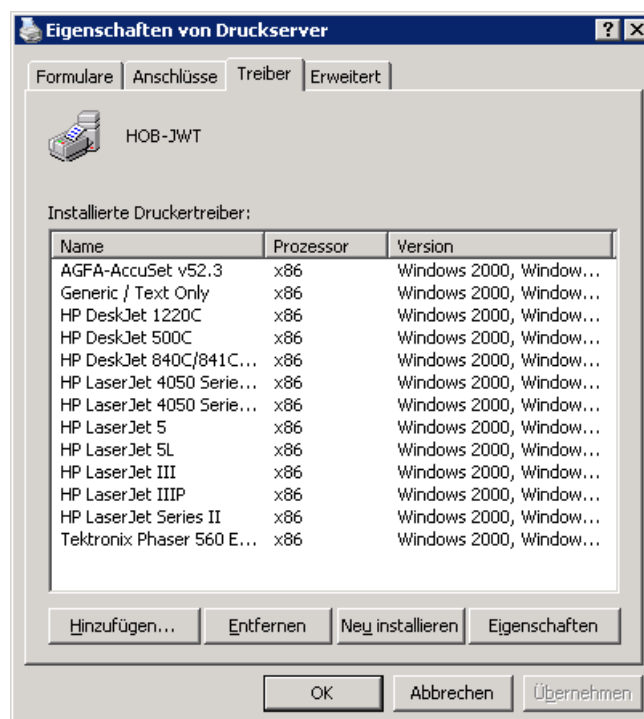 Eigenschaften von Druckserver
Formulare Anschlüsse Treiber Erweitert
HOB-JWT
Installierte Druckertreiber:
Name Prozessor Version
AGFA-AccuSet v52.3 x86 Windows 2000, Window...
Generic / Text Only x86 Windows 2000, Window...
HP DeskJet 1220C x86 Windows 2000, Window...
HP DeskJet 500C x86 Windows 2000, Window...
HP DeskJet 840C/841C... x86 Windows 2000, Window...
HP LaserJet 4050 Serie... x86 Windows 2000, Window...
HP LaserJet 4050 Serie... x86 Windows 2000, Window...
HP LaserJet 5 x86 Windows 2000, Window...
HP LaserJet 5L x86 Windows 2000, Window...
HP LaserJet III x86 Windows 2000, Window...
HP LaserJet IIIP x86 Windows 2000, Window...
HP LaserJet Series II x86 Windows 2000, Window...
Tektronix Phaser 560 E... x86 Windows 2000, Window...
Hinzufügen... Entfernen Neu installieren Eigenschaften
OK Abbrechen Übernehmen